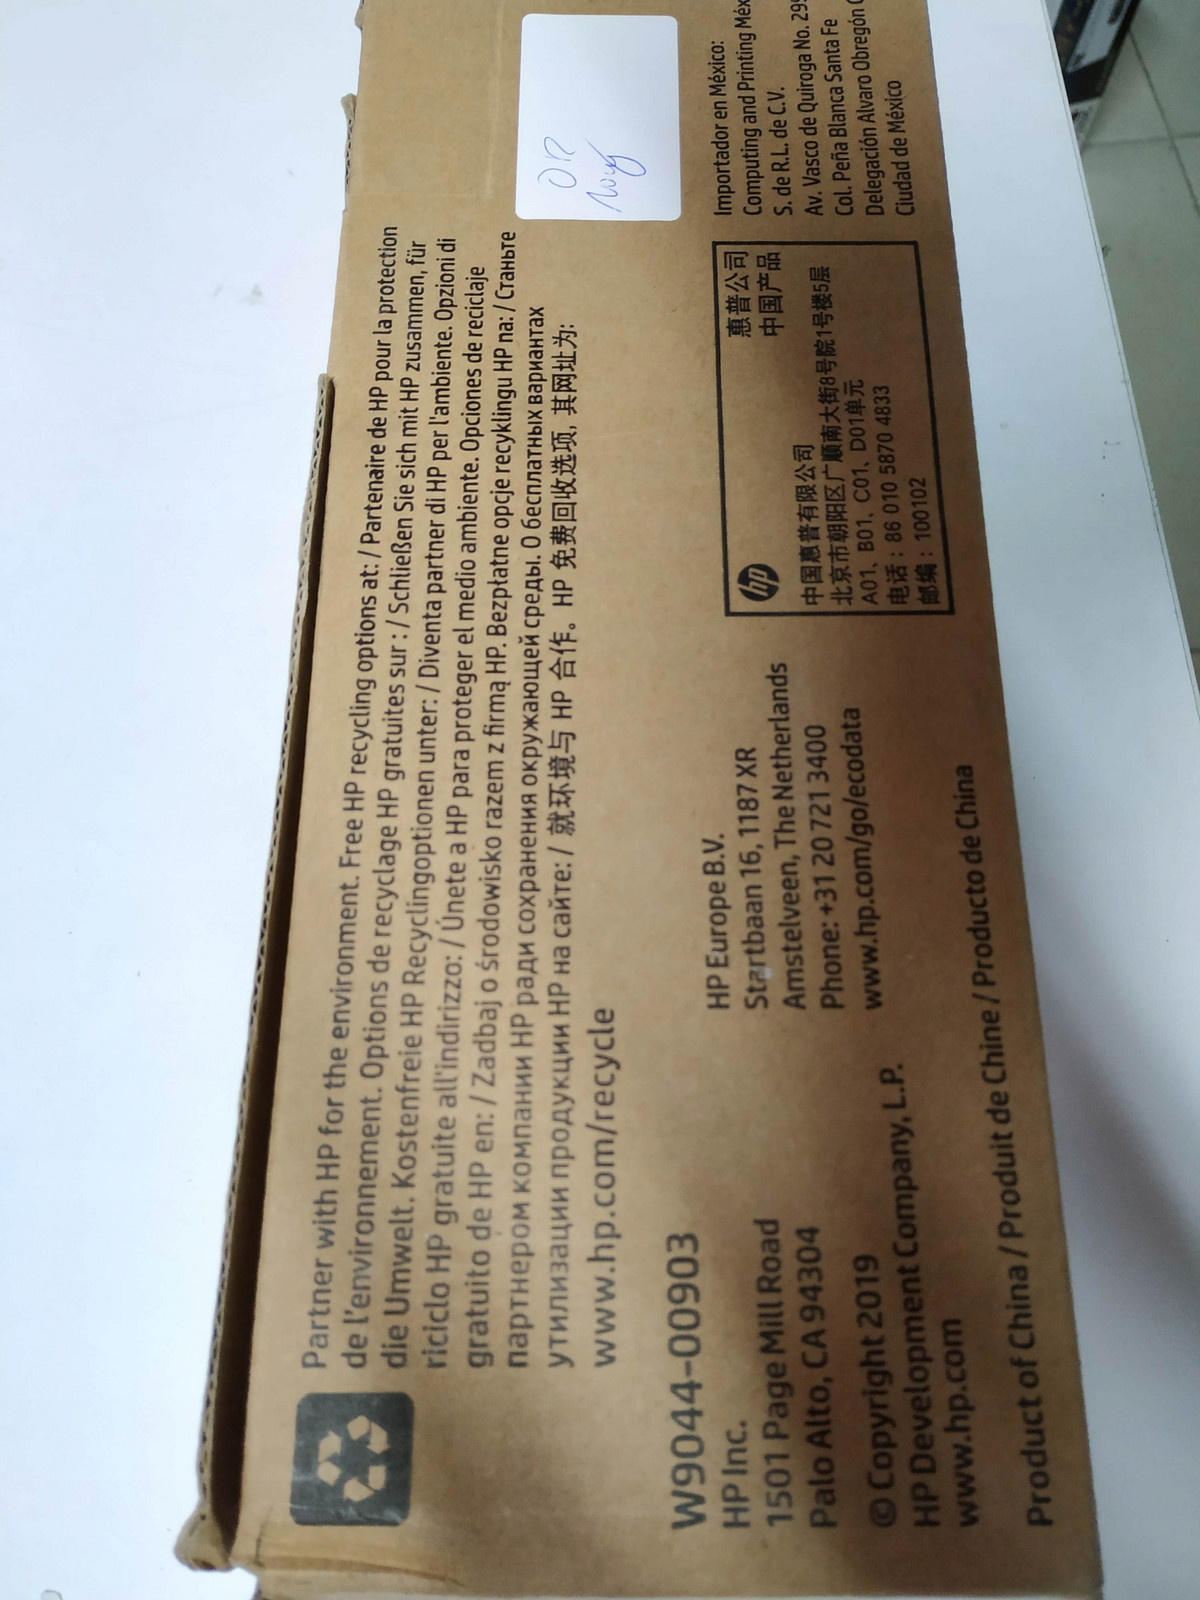 Partner with HP for the environment. Free HP recycling options at: / Partenaire de HP pour la protection
de l'environnement. Options de recyclage HP gratuites sur : / Schließen Sie sich mit HP zusammen, für
die Umwelt. Kostenfreie HP Recyclingoptionen unter: / Diventa partner di HP per l'ambiente. Opzioni di
riciclo HP gratuite all'indirizzo: / Únete a HP para proteger el medio ambiente. Opciones de reciclaje
gratuito de HP en: / Zadbaj o środowisko razem z firmą HP. Bezpłatne opcje recyklingu HP na: / Станьте
партнером компании HP ради сохранения окружающей среды. О бесплатных вариантах
утилизации продукции HP на сайте: / 就环境与 HP 合作。HP 免费回收选项, 其网址为:
www.hp.com/recycle
W9044-00903
HP Inc.
1501 Page Mill Road
Palo Alto, CA 94304
© Copyright 2019
HP Development Company, L.P.
www.hp.com
Product of China / Produit de Chine / Producto de China
HP Europe B.V.
Startbaan 16, 1187 XR
Amstelveen, The Netherlands
Phone: +31 20 721 3400
www.hp.com/go/ecodata
hp
惠普公司
中国产品
中国惠普有限公司
北京市朝阳区广顺南大街8号院1号楼5层
A01、B01、C01、D01单元
电话：86 010 5870 4833
邮编：100102
Importador en México:
Computing and Printing Méx
S. de R.L. de C.V.
Av. Vasco de Quiroga No. 29
Col. Peña Blanca Santa Fe
Delegación Alvaro Obregón
Ciudad de México